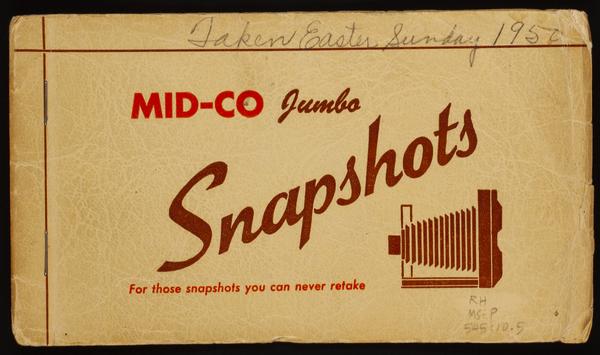 Taken Easter Sunday 1950
MID-CO Jumbo
Snapshots
For those snapshots you can never retake
RH
MS-P
545:10.5